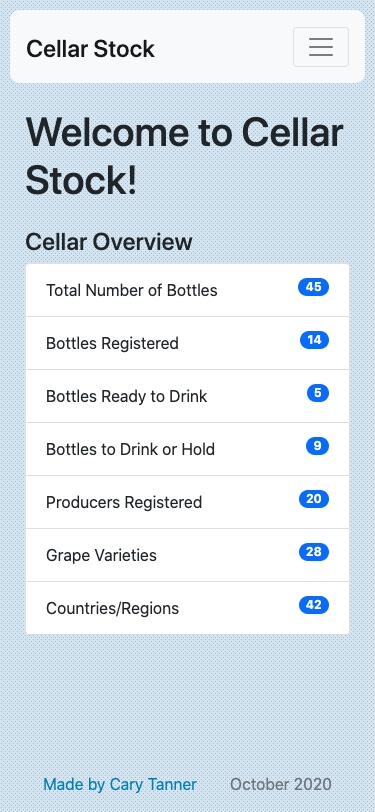 Cellar Stock
Welcome to Cellar
Stock!
Cellar Overview
Total Number of Bottles 45
Bottles Registered 14
Bottles Ready to Drink 5
Bottles to Drink or Hold 9
Producers Registered 20
Grape Varieties 28
Countries/Regions 42
Made by Cary Tanner October 2020